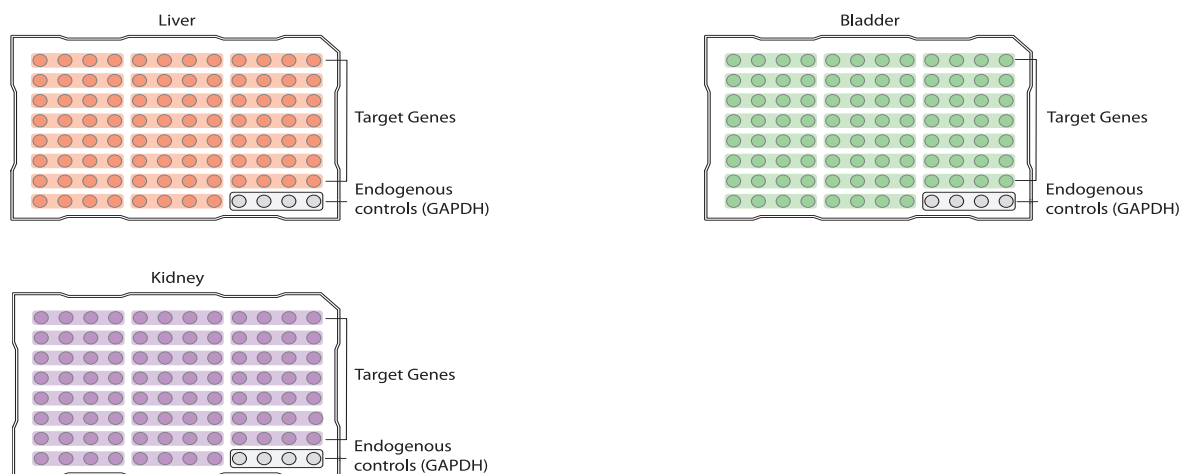 Liver
Target Genes
Endogenous
controls (GAPDH)
Bladder
Target Genes
Endogenous
controls (GAPDH)
Kidney
Target Genes
Endogenous
controls (GAPDH)